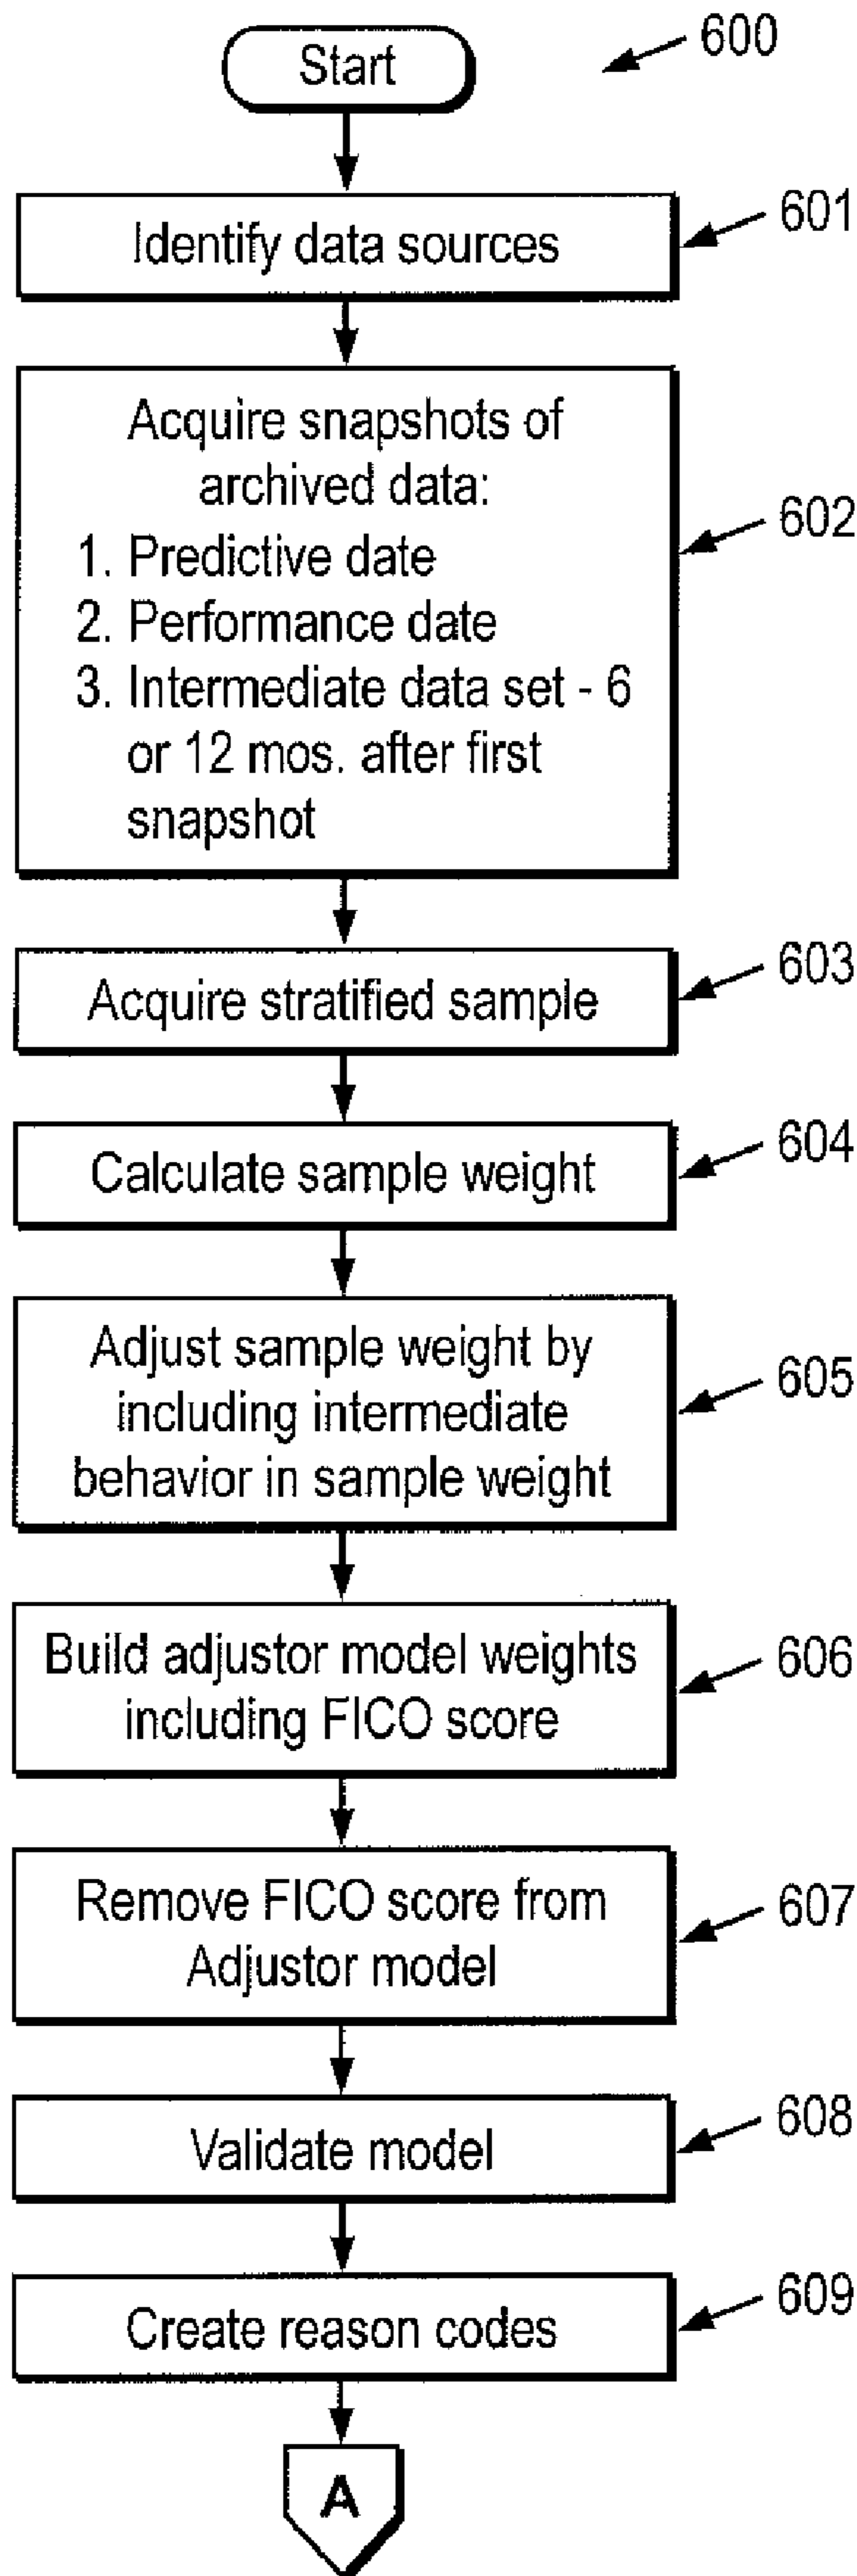 Start
600
Identify data sources
601
Acquire snapshots of
archived data:
1. Predictive date
2. Performance date
3. Intermediate data set - 6
or 12 mos. after first
snapshot
602
Acquire stratified sample
603
Calculate sample weight
604
Adjust sample weight by
including intermediate
behavior in sample weight
605
Build adjustor model weights
including FICO score
606
Remove FICO score from
Adjustor model
607
Validate model
608
Create reason codes
609
A